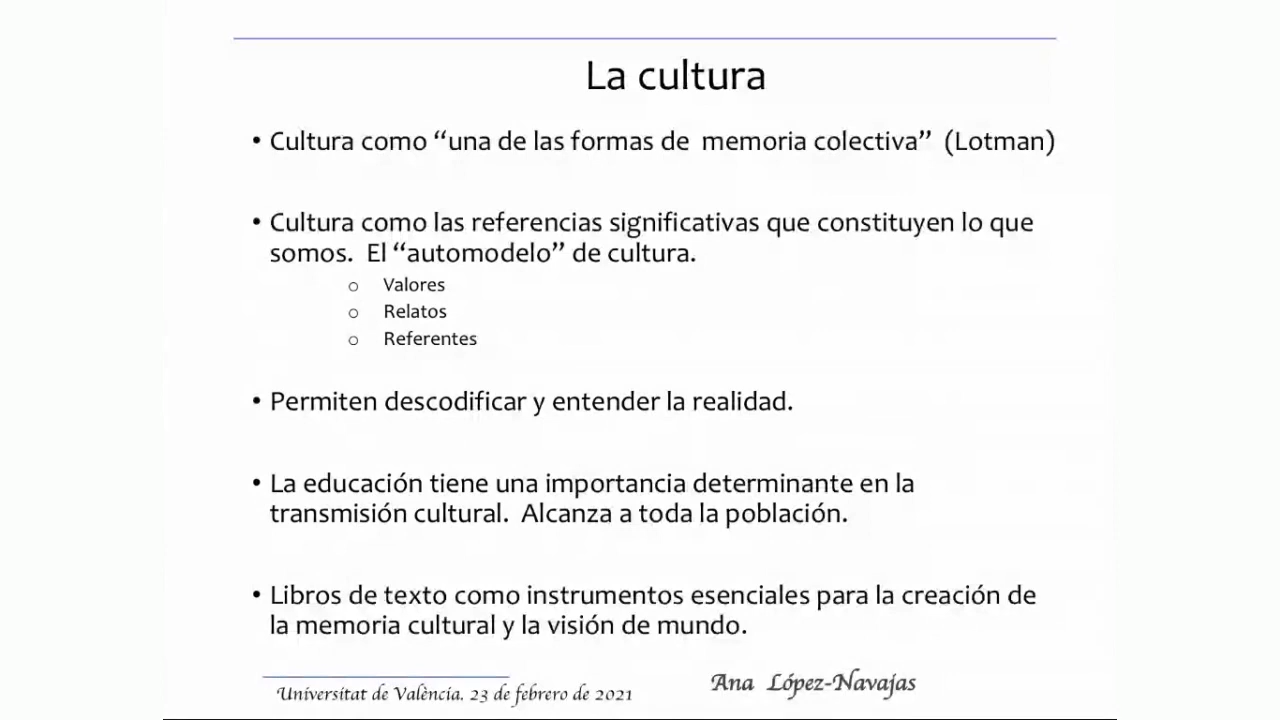 La cultura
• Cultura como “una de las formas de memoria colectiva” (Lotman)
• Cultura como las referencias significativas que constituyen lo que
somos. El “automodelo” de cultura.
o Valores
o Relatos
o Referentes
• Permiten descodificar y entender la realidad.
• La educación tiene una importancia determinante en la
transmisión cultural. Alcanza a toda la población.
• Libros de texto como instrumentos esenciales para la creación de
la memoria cultural y la visión de mundo.
Universitat de València. 23 de febrero de 2021
Ana López-Navajas